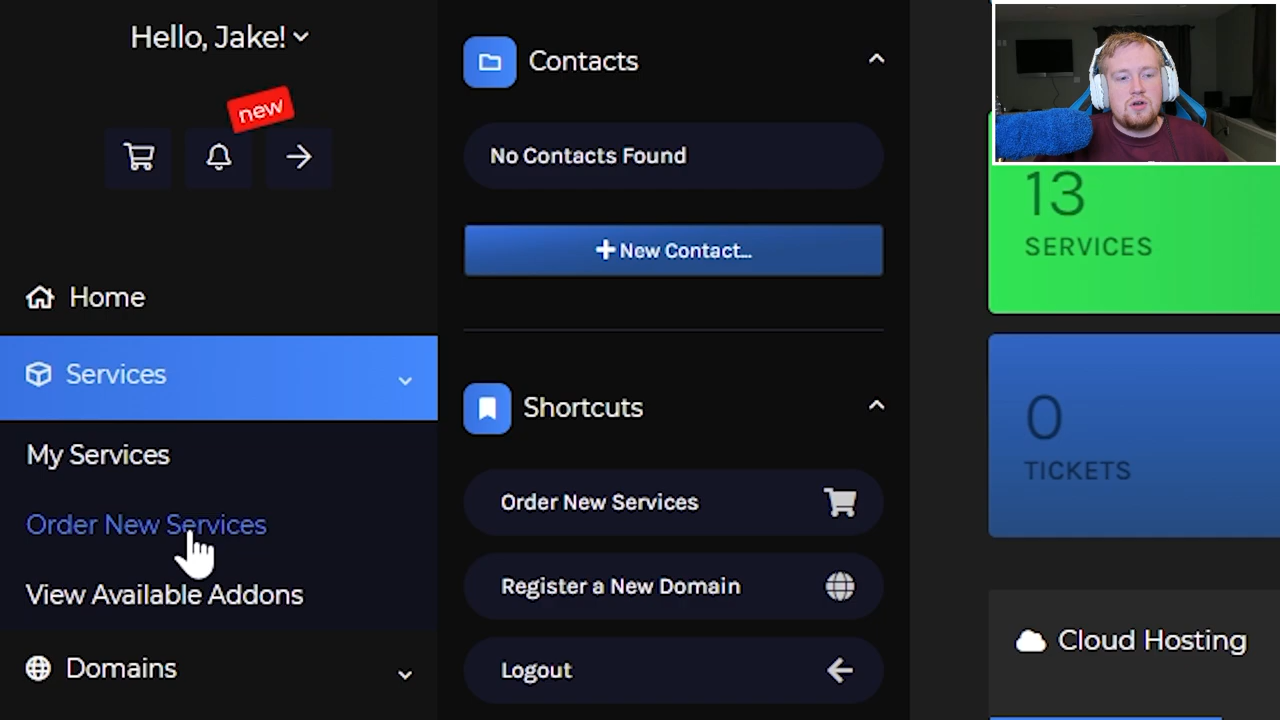 Hello, Jake!
new
Home
Services
My Services
Order New Services
View Available Addons
Domains
Contacts
No Contacts Found
New Contact...
Shortcuts
Order New Services
Register a New Domain
Logout
13
SERVICES
0
TICKETS
Cloud Hosting